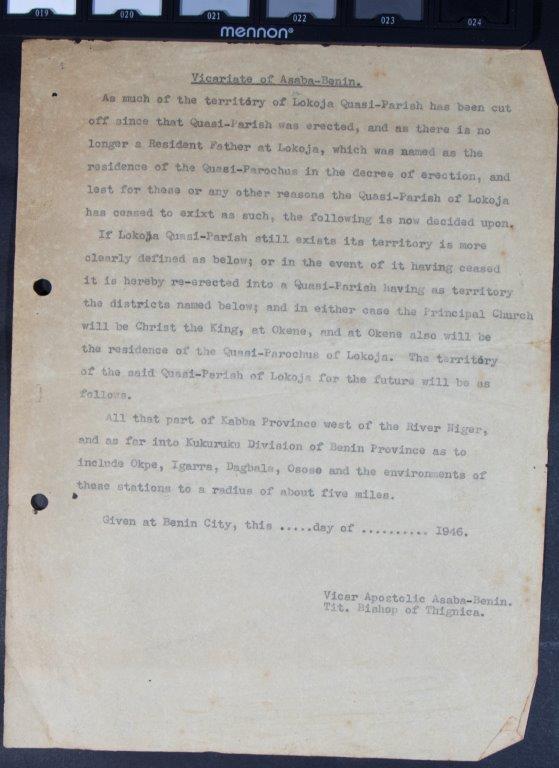 019 020 021 022 023 024
mennon®
Vicariate of Asaba-Benin.
As much of the territory of Lokoja Quasi-Parish has been cut
off since that Quasi-Parish was erected, and as there is no
longer a Resident Father at Lokoja, which was named as the
residence of the Quasi-Parochus in the decree of erection, and
lest for these or any other reasons the Quasi-Parish of Lokoja
has ceased to exixt as such, the following is now decided upon.
If Lokoja Quasi-Parish still exists its territory is more
clearly defined as below; or in the event of it having ceased
it is hereby re-erected into a Quasi-Parish having as territory
the districts named below; and in either case the Principal Church
will be Christ the King, at Okene, and at Okene also will be
the residence of the Quasi-Parochus of Lokoja. The territory
of the said Quasi-Parish of Lokoja for the future will be as
follows.
All that part of Kabba Province west of the River Niger,
and as far into Kukuruku Division of Benin Province as to
include Okpe, Igarra, Dagbala, Ososo and the environments of
these stations to a radius of about five miles.
Given at Benin City, this .....day of .......... 1946.
Vicar Apostolic Asaba-Benin.
Tit. Bishop of Thignica.